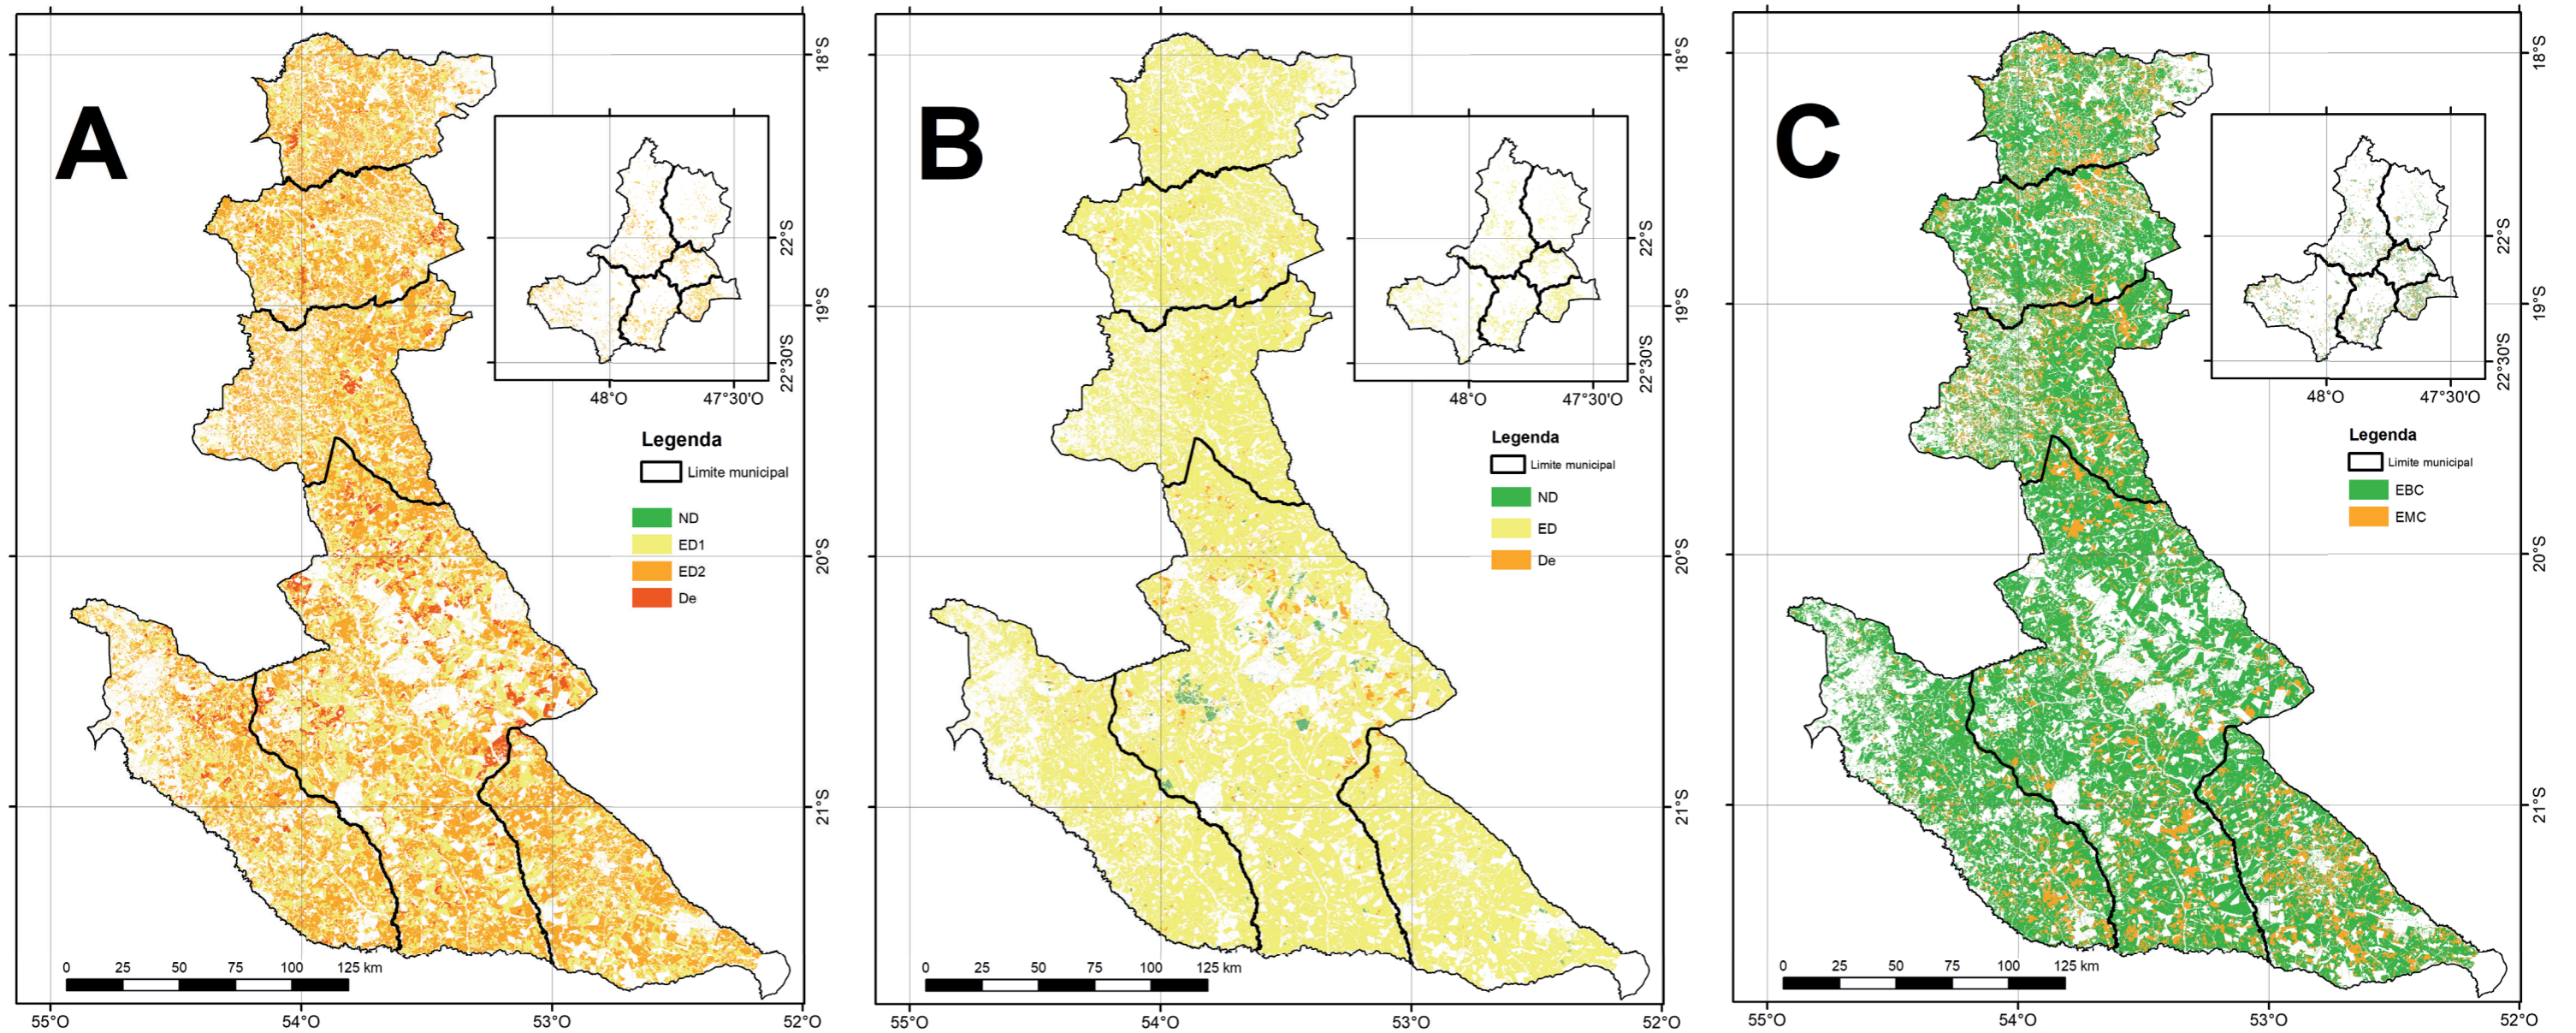 A
18°S
19°S
20°S
21°S
22°S
22°30'S
48°O
47°30'O
Legenda
Limite municipal
ND
ED1
ED2
De
0 25 50 75 100 125 km
55°O 54°O 53°O 52°O
B
18°S
19°S
20°S
21°S
22°S
22°30'S
48°O
47°30'O
Legenda
Limite municipal
ND
ED
De
0 25 50 75 100 125 km
55°O 54°O 53°O 52°O
C
18°S
19°S
20°S
21°S
22°S
22°30'S
48°O
47°30'O
Legenda
Limite municipal
EBC
EMC
0 25 50 75 100 125 km
55°O 54°O 53°O 52°O